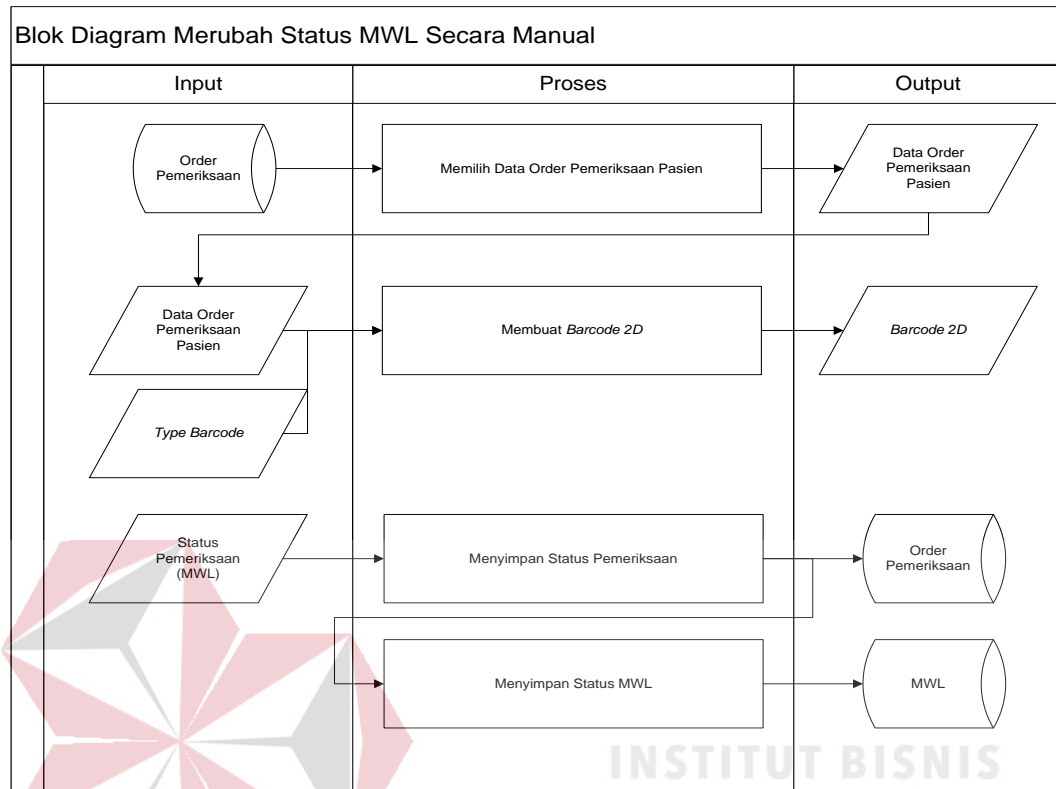 Blok Diagram Merubah Status MWL Secara Manual
Input
Proses
Output
Order
Pemeriksaan
Memilih Data Order Pemeriksaan Pasien
Data Order
Pemeriksaan
Pasien
Data Order
Pemeriksaan
Pasien
Membuat Barcode 2D
Barcode 2D
Type Barcode
Status
Pemeriksaan
(MWL)
Menyimpan Status Pemeriksaan
Order
Pemeriksaan
Menyimpan Status MWL
MWL
INSTITUT BISNIS